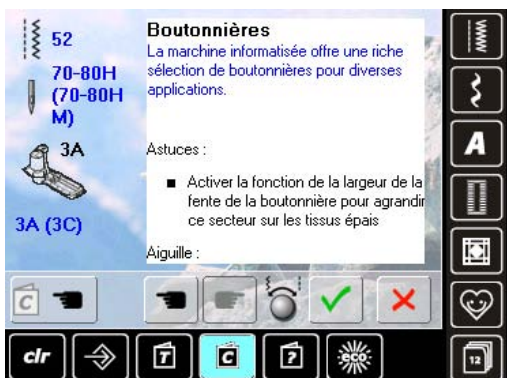 52
70-80H
(70-80H
M)
3A
3A (3C)
Boutonnières
La marchine informatisée offre une riche
sélection de boutonnières pour diverses
applications.
Astuces :
■ Activer la fonction de la largeur de la
fente de la boutonnière pour agrandir
ce secteur sur les tissus épais
Aiguille :
C
clr
T
C
?
eco
A
12